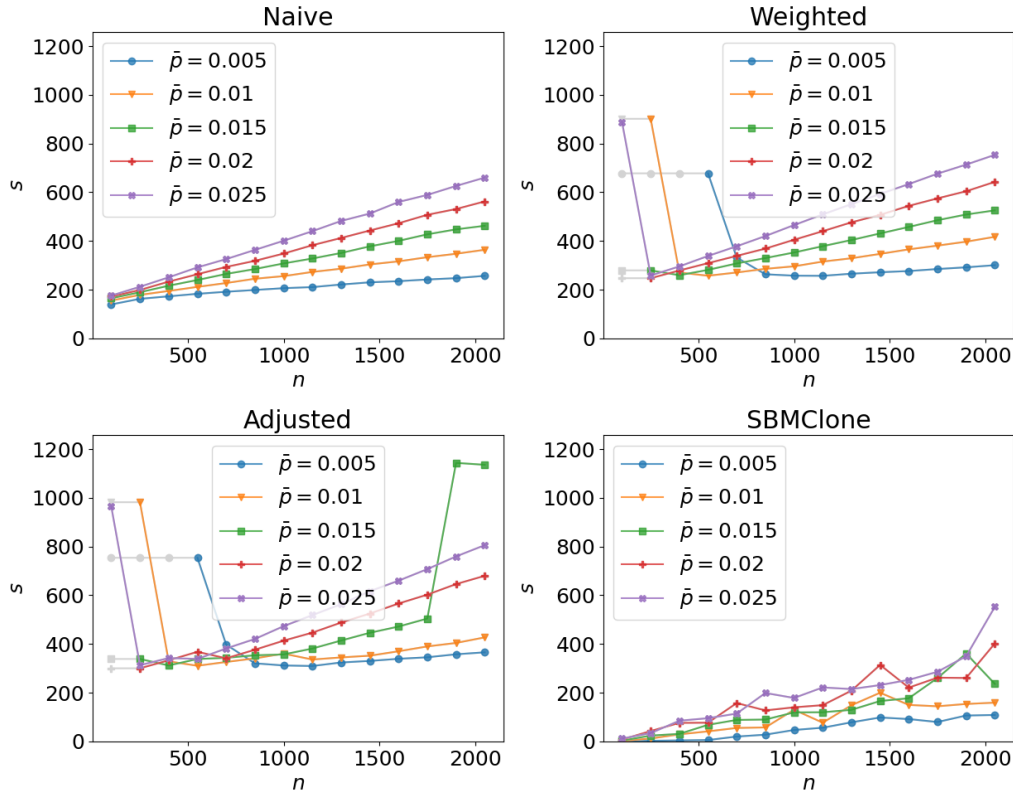 Naive
1200
1000
800
600
400
200
0
s
p̄ = 0.005
p̄ = 0.01
p̄ = 0.015
p̄ = 0.02
p̄ = 0.025
500 1000 1500 2000
n
Weighted
1200
1000
800
600
400
200
0
s
p̄ = 0.005
p̄ = 0.01
p̄ = 0.015
p̄ = 0.02
p̄ = 0.025
500 1000 1500 2000
n
Adjusted
1200
1000
800
600
400
200
0
s
p̄ = 0.005
p̄ = 0.01
p̄ = 0.015
p̄ = 0.02
p̄ = 0.025
500 1000 1500 2000
n
SBMClone
1200
1000
800
600
400
200
0
s
p̄ = 0.005
p̄ = 0.01
p̄ = 0.015
p̄ = 0.02
p̄ = 0.025
500 1000 1500 2000
n